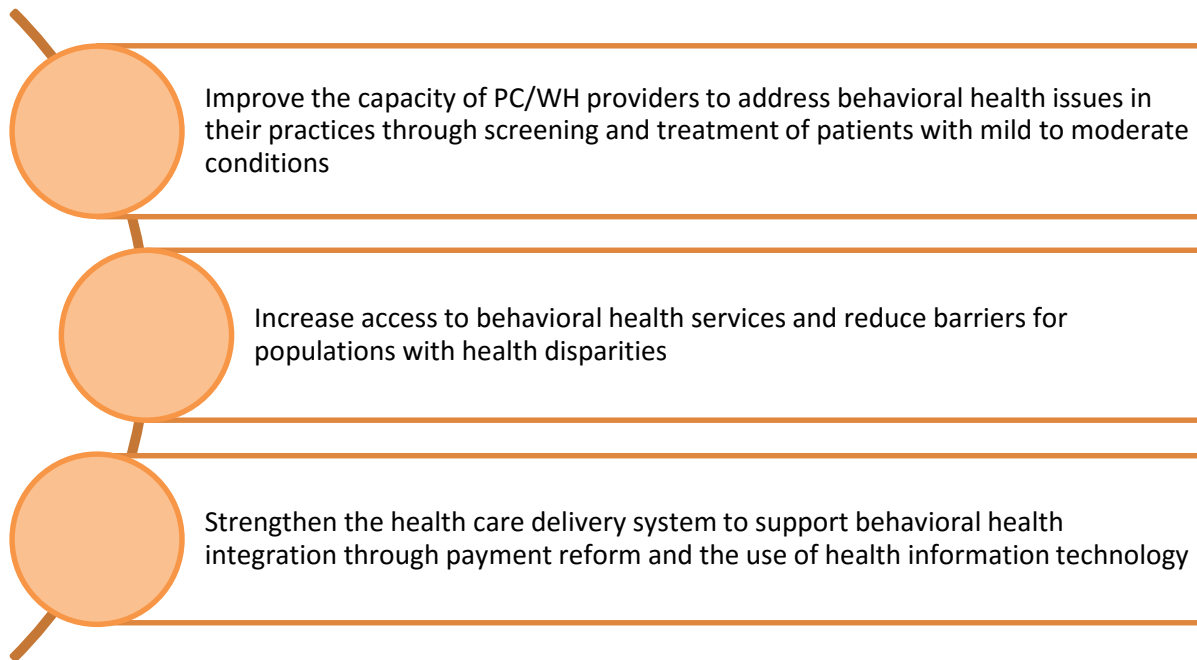 Improve the capacity of PC/WH providers to address behavioral health issues in
their practices through screening and treatment of patients with mild to moderate
conditions
Increase access to behavioral health services and reduce barriers for
populations with health disparities
Strengthen the health care delivery system to support behavioral health
integration through payment reform and the use of health information technology